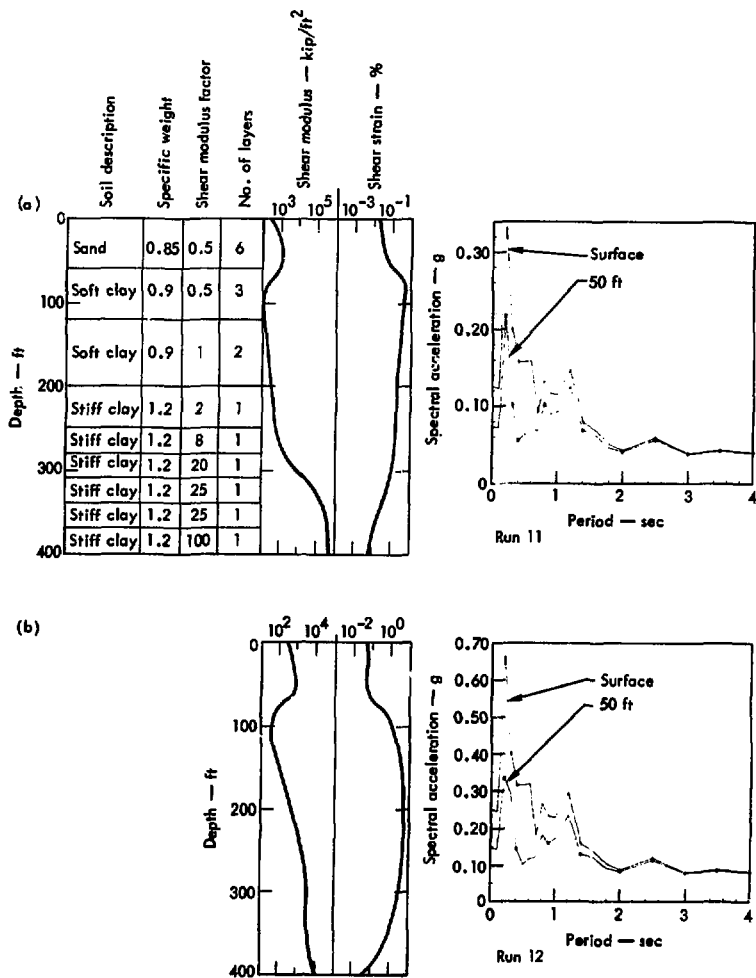 (a)
Soil description
Specific weight
Shear modulus factor
No. of layers
Shear modulus — kip/ft²
Shear strain — %
10³ 10⁵ 10⁻³ 10⁻¹
Depth — ft
0
100
200
300
400
Sand 0.85 0.5 6
Soft clay 0.9 0.5 3
Soft clay 0.9 1 2
Stiff clay 1.2 2 1
Stiff clay 1.2 8 1
Stiff clay 1.2 20 1
Stiff clay 1.2 25 1
Stiff clay 1.2 25 1
Stiff clay 1.2 100 1
Spectral acceleration — g
0.30
0.20
0.10
0
Surface
50 ft
0 1 2 3 4
Period — sec
Run 11
(b)
10² 10⁴ 10⁻² 10⁰
Depth — ft
0
100
200
300
400
Spectral acceleration — g
0.70
0.60
0.50
0.40
0.30
0.20
0.10
0
Surface
50 ft
0 1 2 3 4
Period — sec
Run 12